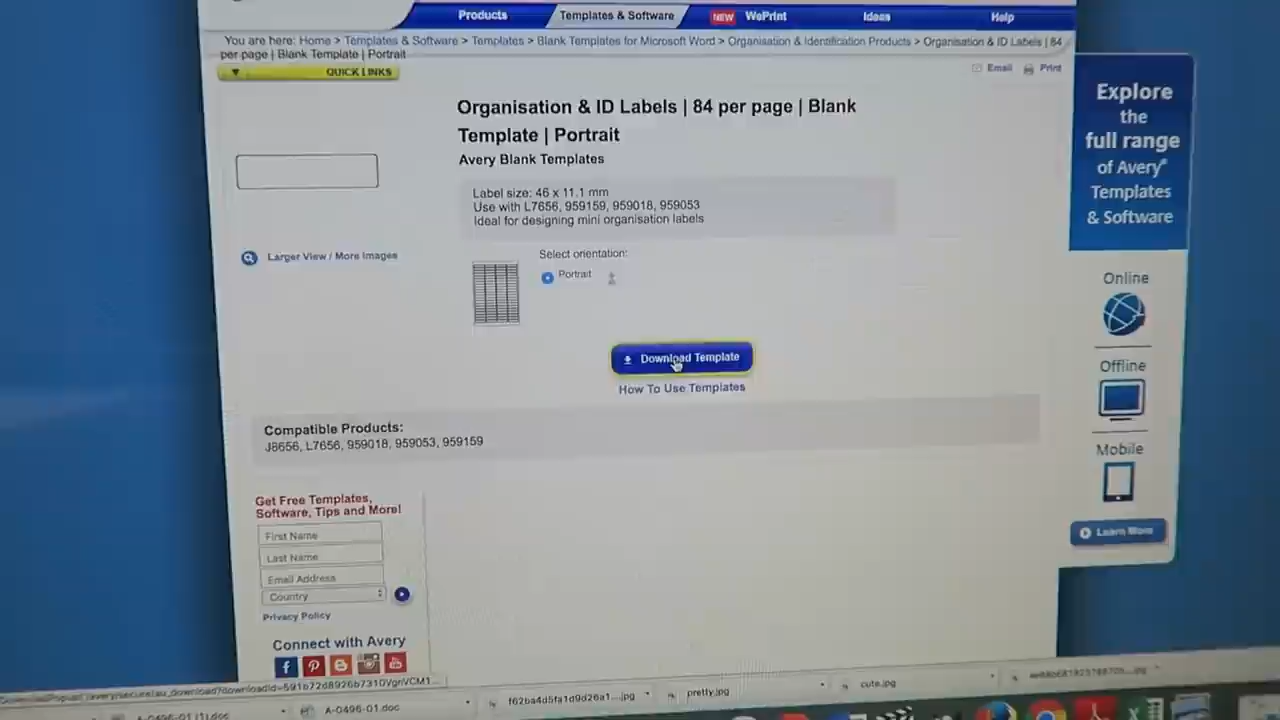 Products
Templates & Software
NEW WePrint
Ideas
Help
You are here: Home > Templates & Software > Templates > Blank Templates for Microsoft Word > Organisation & Identification Products > Organisation & ID Labels | 84
per page | Blank Template | Portrait
QUICK LINKS
Email
Print
Organisation & ID Labels | 84 per page | Blank
Template | Portrait
Avery Blank Templates
Label size: 46 x 11.1 mm
Use with L7656, 959159, 959018, 959053
Ideal for designing mini organisation labels
Larger View / More Images
Select orientation:
Portrait
Download Template
How To Use Templates
Compatible Products:
J8656, L7656, 959018, 959053, 959159
Get Free Templates,
Software, Tips and More!
First Name
Last Name
Email Address
Country
Privacy Policy
Connect with Avery
Explore
the
full range
of Avery®
Templates
& Software
Online
Offline
Mobile
Learn More
A-0496-01 (1).doc
A-0496-01.doc
f62ba4d5fa1d9d26a1...jpg
pretty.jpg
cute.jpg